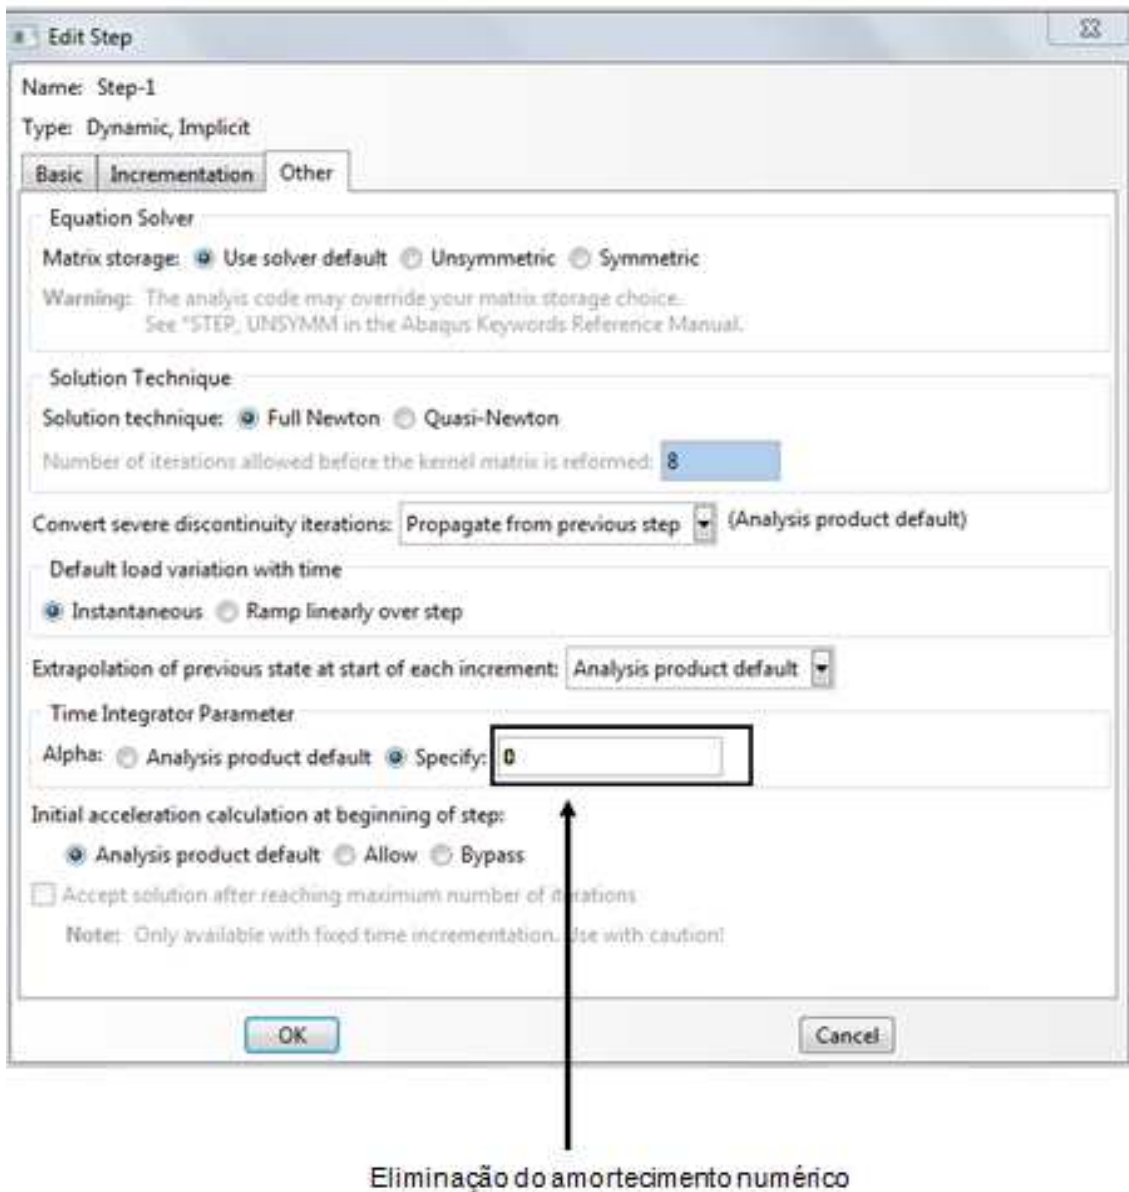 Edit Step
Name: Step-1
Type: Dynamic, Implicit
Basic Incrementation Other
Equation Solver
Matrix storage: Use solver default Unsymmetric Symmetric
Warning: The analyis code may override your matrix storage choice.
See *STEP, UNSYMM in the Abaqus Keywords Reference Manual.
Solution Technique
Solution technique: Full Newton Quasi-Newton
Number of iterations allowed before the kernel matrix is reformed: 8
Convert severe discontinuity iterations: Propagate from previous step (Analysis product default)
Default load variation with time
Instantaneous Ramp linearly over step
Extrapolation of previous state at start of each increment: Analysis product default
Time Integrator Parameter
Alpha: Analysis product default Specify: 0
Initial acceleration calculation at beginning of step:
Analysis product default Allow Bypass
Accept solution after reaching maximum number of iterations
Note: Only available with fixed time incrementation. Use with caution!
OK Cancel
Eliminação do amortecimento numérico